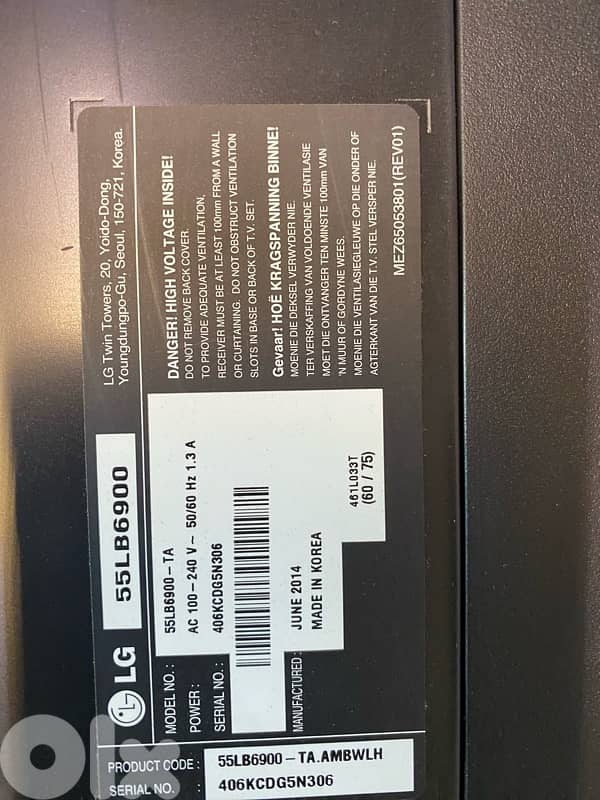 LG 55LB6900
LG Twin Towers, 20, Yoido-Dong,
Youngdungpo-Gu, Seoul, 150-721, Korea.
MODEL NO.: 55LB6900-TA
POWER: AC 100-240 V~ 50/60 Hz 1.3 A
SERIAL NO.: 406KCDG5N306
MANUFACTURED: JUNE 2014
MADE IN KOREA
461L033T
(60 / 75)
DANGER! HIGH VOLTAGE INSIDE!
DO NOT REMOVE BACK COVER.
TO PROVIDE ADEQUATE VENTILATION,
RECEIVER MUST BE AT LEAST 100mm FROM A WALL
OR CURTAINING. DO NOT OBSTRUCT VENTILATION
SLOTS IN BASE OR BACK OF T.V. SET.
Gevaar! HOË KRAGSPANNING BINNE!
MOENIE DIE DEKSEL VERWYDER NIE.
TER VERSKAFFING VAN VOLDOENDE VENTILASIE
MOET DIE ONTVANGER TEN MINSTE 100mm VAN
'N MUUR OF GORDYNE WEES.
MOENIE DIE VENTILASIEGLEUWE OP DIE ONDER OF
AGTERKANT VAN DIE T.V. STEL VERSPER NIE.
MEZ65053801(REV01)
PRODUCT CODE: 55LB6900-TA.AMBWLH
SERIAL NO.: 406KCDG5N306
olx